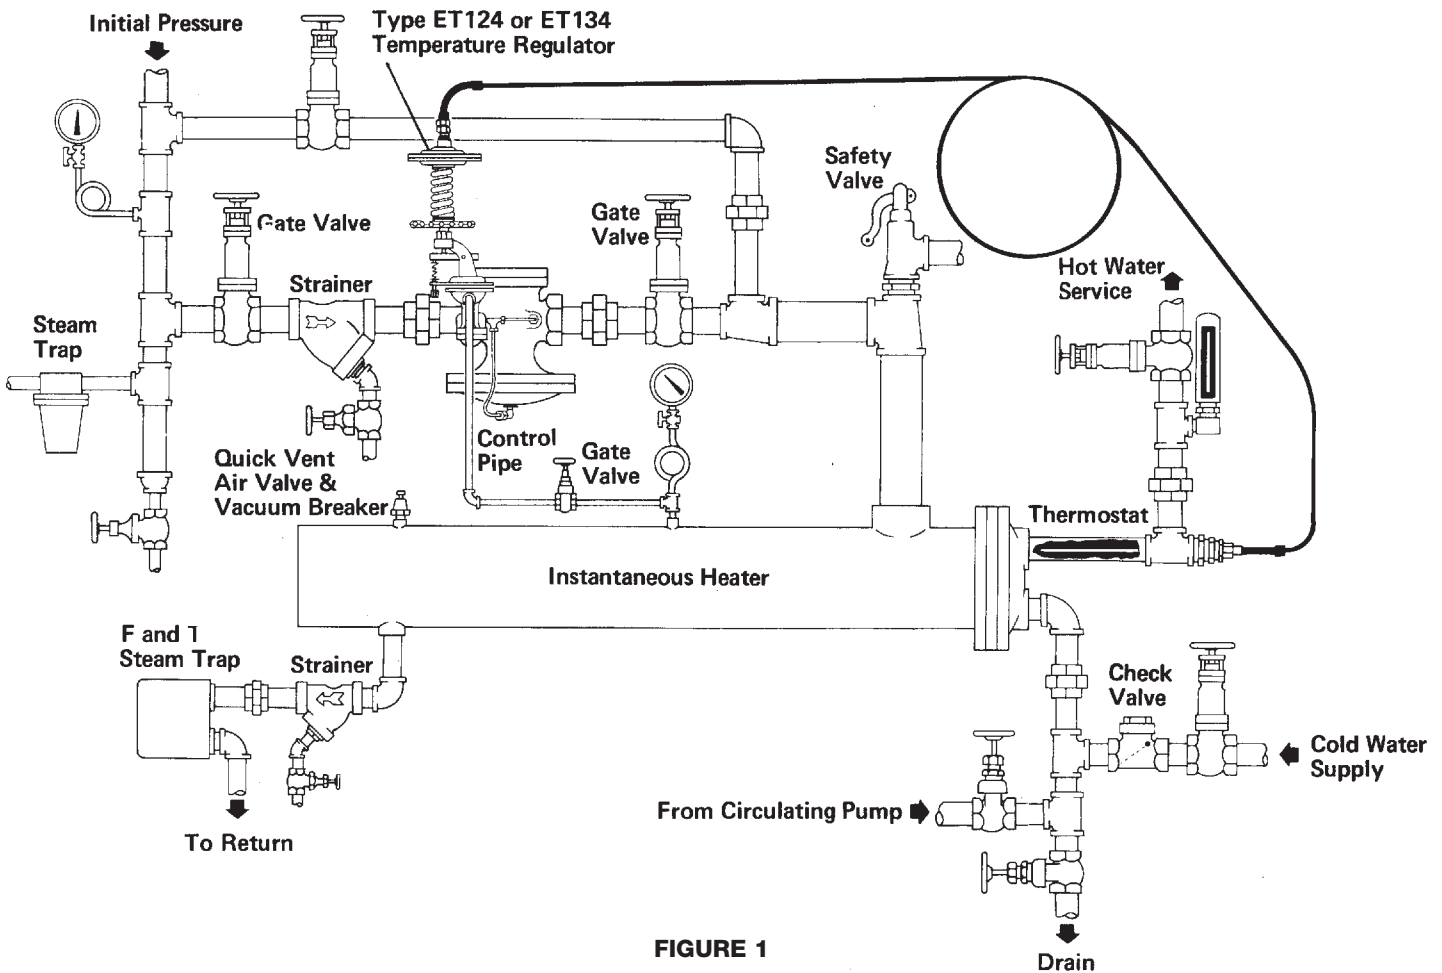 Initial Pressure
Type ET124 or ET134
Temperature Regulator
Safety
Valve
Gate Valve
Gate
Valve
Strainer
Hot Water
Service
Steam
Trap
Control
Pipe
Gate
Valve
Quick Vent
Air Valve &
Vacuum Breaker
Thermostat
Instantaneous Heater
F and T
Steam Trap
Strainer
Check
Valve
Cold Water
Supply
From Circulating Pump
To Return
Drain
FIGURE 1